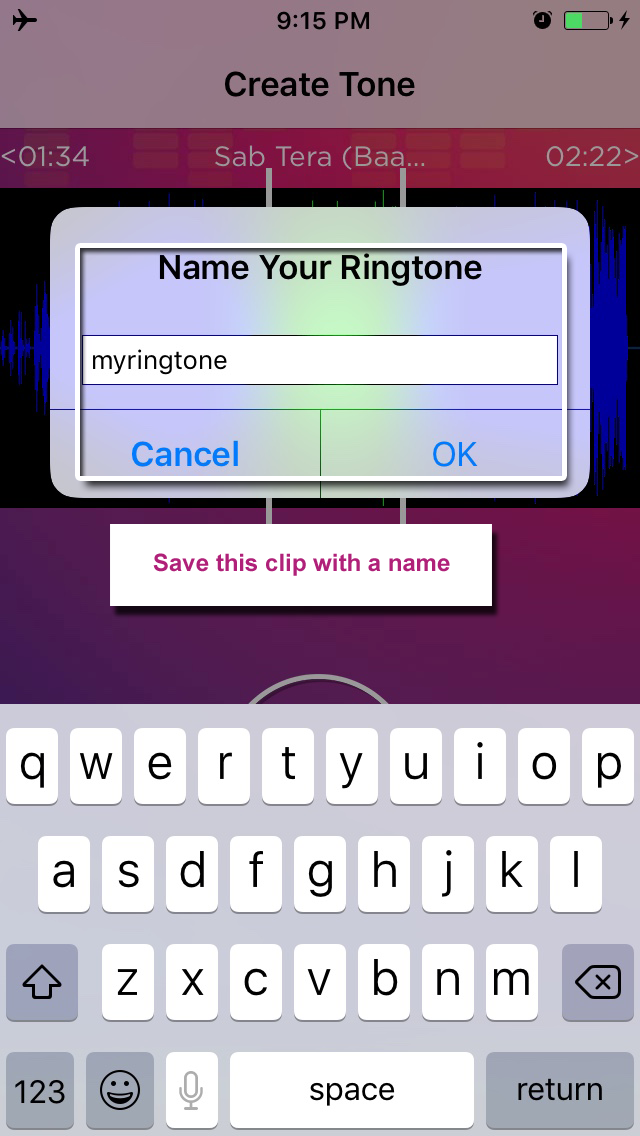 9:15 PM
Create Tone
<01:34 Sab Tera (Baa... 02:22>
Name Your Ringtone
myringtone
Cancel OK
Save this clip with a name
q w e r t y u i o p
a s d f g h j k l
z x c v b n m
123 space return